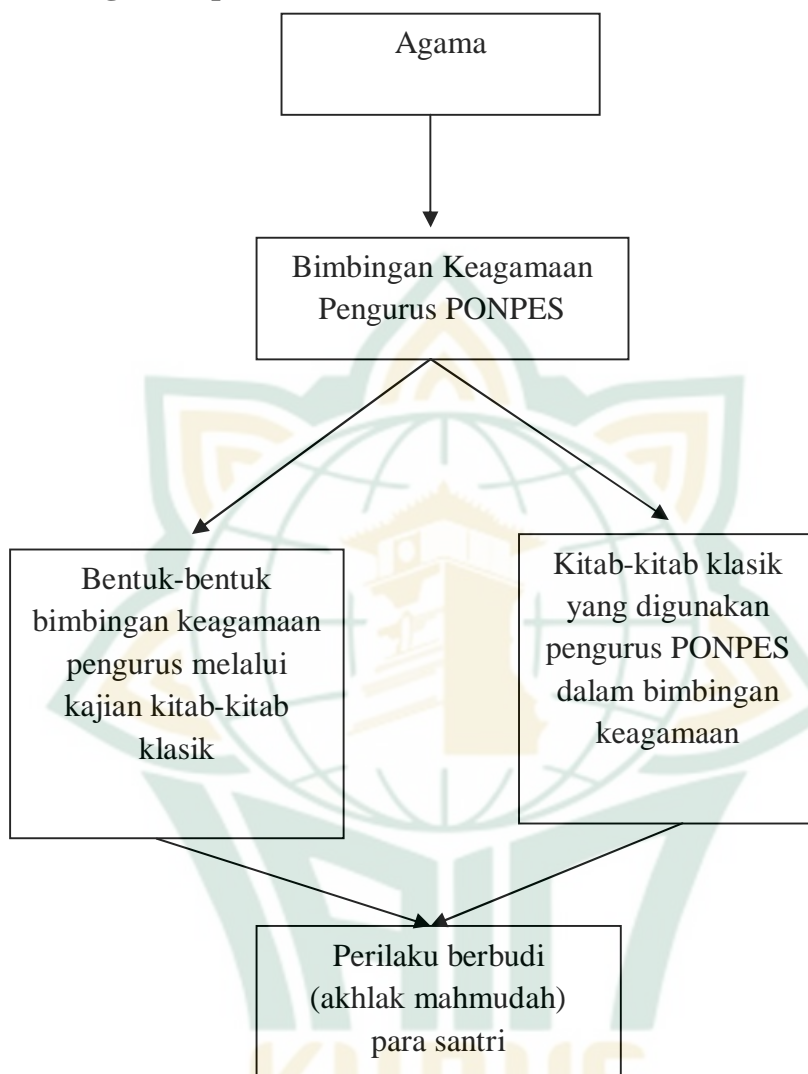 Agama
Bimbingan Keagamaan
Pengurus PONPES
Bentuk-bentuk
bimbingan keagamaan
pengurus melalui
kajian kitab-kitab
klasik
Kitab-kitab klasik
yang digunakan
pengurus PONPES
dalam bimbingan
keagamaan
Perilaku berbudi
(akhlak mahmudah)
para santri